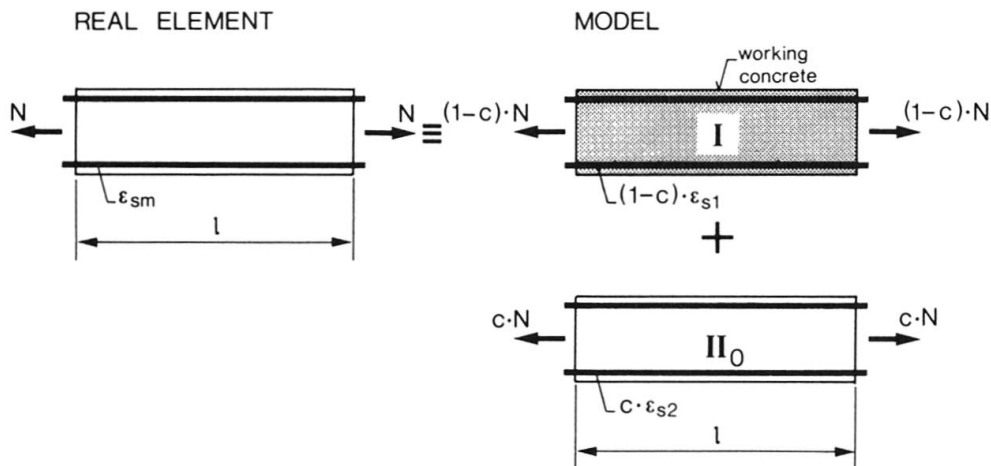 REAL ELEMENT
MODEL
working
concrete
N
N
≡
(1-c)·N
I
(1-c)·N
ε_sm
(1-c)·ε_s1
l
+
c·N
II_0
c·N
c·ε_s2
l